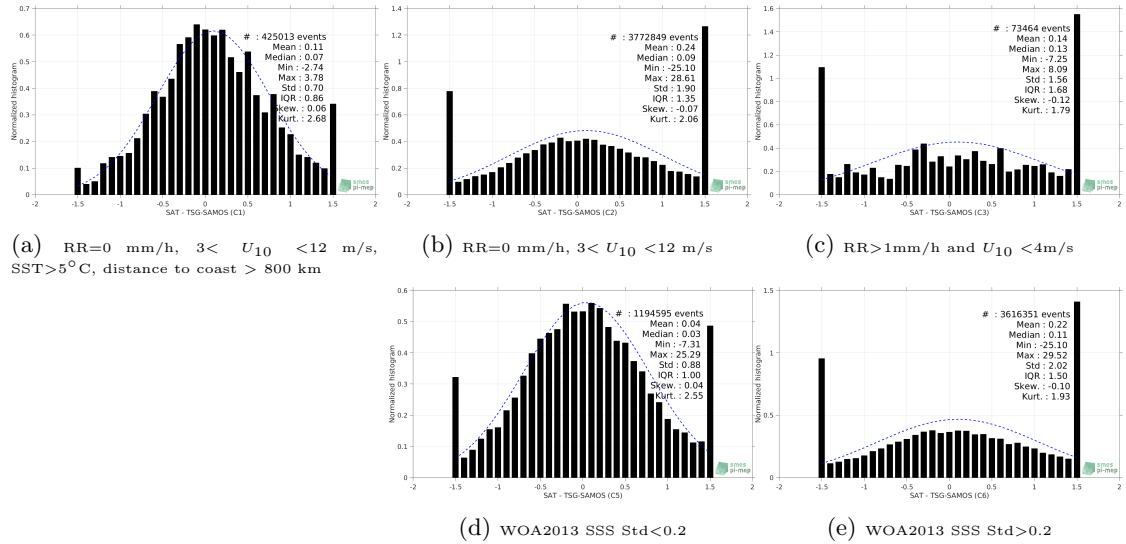 # : 425013 events
Mean : 0.11
Median : 0.07
Min : -2.74
Max : 3.78
Std : 0.70
IQR : 0.86
Skew. : 0.06
Kurt. : 2.68
0.7
0.6
0.5
0.4
0.3
0.2
0.1
0
Normalized histogram
-2 -1.5 -1 -0.5 0 0.5 1 1.5 2
SAT - TSG-SAMOS (C1)
smos
pi-mep
(a) RR=0 mm/h, 3< U10 <12 m/s,
SST>5°C, distance to coast > 800 km
# : 3772849 events
Mean : 0.24
Median : 0.09
Min : -25.10
Max : 28.61
Std : 1.90
IQR : 1.35
Skew. : -0.07
Kurt. : 2.06
1.4
1.2
1
0.8
0.6
0.4
0.2
0
Normalized histogram
-2 -1.5 -1 -0.5 0 0.5 1 1.5 2
SAT - TSG-SAMOS (C2)
smos
pi-mep
(b) RR=0 mm/h, 3< U10 <12 m/s
# : 73464 events
Mean : 0.14
Median : 0.13
Min : -7.25
Max : 8.09
Std : 1.56
IQR : 1.68
Skew. : -0.12
Kurt. : 1.79
1.6
1.4
1.2
1
0.8
0.6
0.4
0.2
0
Normalized histogram
-2 -1.5 -1 -0.5 0 0.5 1 1.5 2
SAT - TSG-SAMOS (C3)
smos
pi-mep
(c) RR>1mm/h and U10 <4m/s
# : 1194595 events
Mean : 0.04
Median : 0.03
Min : -7.31
Max : 25.29
Std : 0.88
IQR : 1.00
Skew. : 0.04
Kurt. : 2.55
0.6
0.5
0.4
0.3
0.2
0.1
0
Normalized histogram
-2 -1.5 -1 -0.5 0 0.5 1 1.5 2
SAT - TSG-SAMOS (C5)
smos
pi-mep
(d) WOA2013 SSS Std<0.2
# : 3616351 events
Mean : 0.22
Median : 0.11
Min : -25.10
Max : 29.52
Std : 2.02
IQR : 1.50
Skew. : -0.10
Kurt. : 1.93
1.5
1
0.5
0
Normalized histogram
-2 -1.5 -1 -0.5 0 0.5 1 1.5 2
SAT - TSG-SAMOS (C6)
smos
pi-mep
(e) WOA2013 SSS Std>0.2